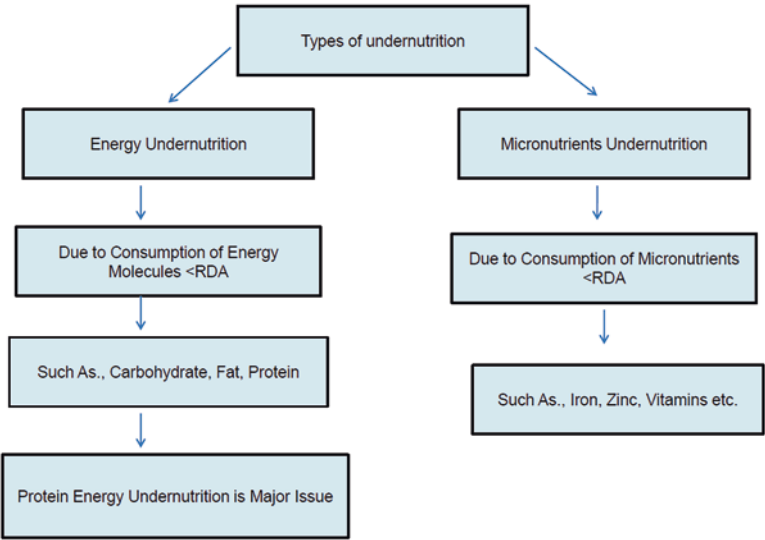 Types of undernutrition
Energy Undernutrition
Micronutrients Undernutrition
Due to Consumption of Energy
Molecules <RDA
Due to Consumption of Micronutrients
<RDA
Such As., Carbohydrate, Fat, Protein
Such As., Iron, Zinc, Vitamins etc.
Protein Energy Undernutrition is Major Issue